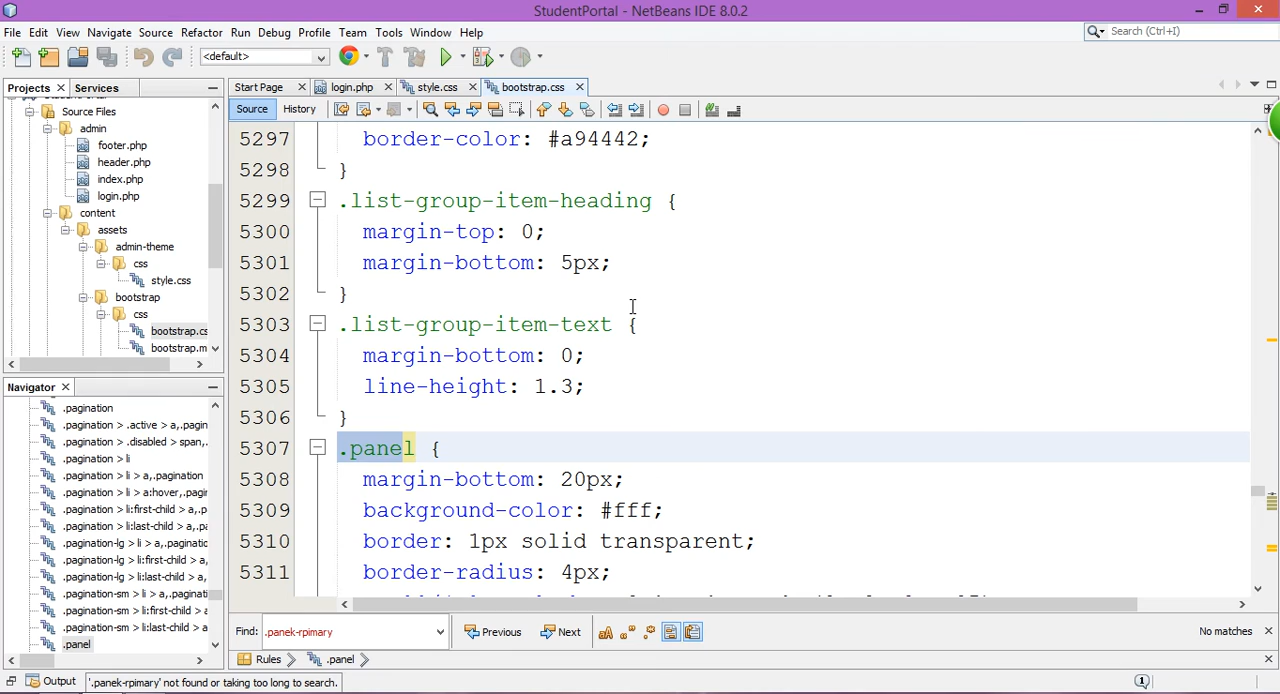 StudentPortal - NetBeans IDE 8.0.2
File Edit View Navigate Source Refactor Run Debug Profile Team Tools Window Help
Search (Ctrl+I)
<default>
Projects Services
Start Page login.php style.css bootstrap.css
Source History
Source Files
admin
footer.php
header.php
index.php
login.php
content
assets
admin-theme
css
style.css
bootstrap
css
bootstrap.cs
bootstrap.m
Navigator
.pagination
.pagination > .active > a,.pagin
.pagination > .disabled > span,
.pagination > li
.pagination > li > a,.pagination
.pagination > li > a:hover,.pagir
.pagination > li:first-child > a,.
.pagination > li:last-child > a,.
.pagination-lg > li > a,.paginatio
.pagination-lg > li:first-child > a
.pagination-lg > li:last-child > a,
.pagination-sm > li > a,.paginati
.pagination-sm > li:first-child > a
.pagination-sm > li:last-child > a
.panel
5297 border-color: #a94442;
5298 }
5299 .list-group-item-heading {
5300 margin-top: 0;
5301 margin-bottom: 5px;
5302 }
5303 .list-group-item-text {
5304 margin-bottom: 0;
5305 line-height: 1.3;
5306 }
5307 .panel {
5308 margin-bottom: 20px;
5309 background-color: #fff;
5310 border: 1px solid transparent;
5311 border-radius: 4px;
Find: .panek-rpimary Previous Next No matches
Rules .panel
Output '.panek-rpimary' not found or taking too long to search. 1